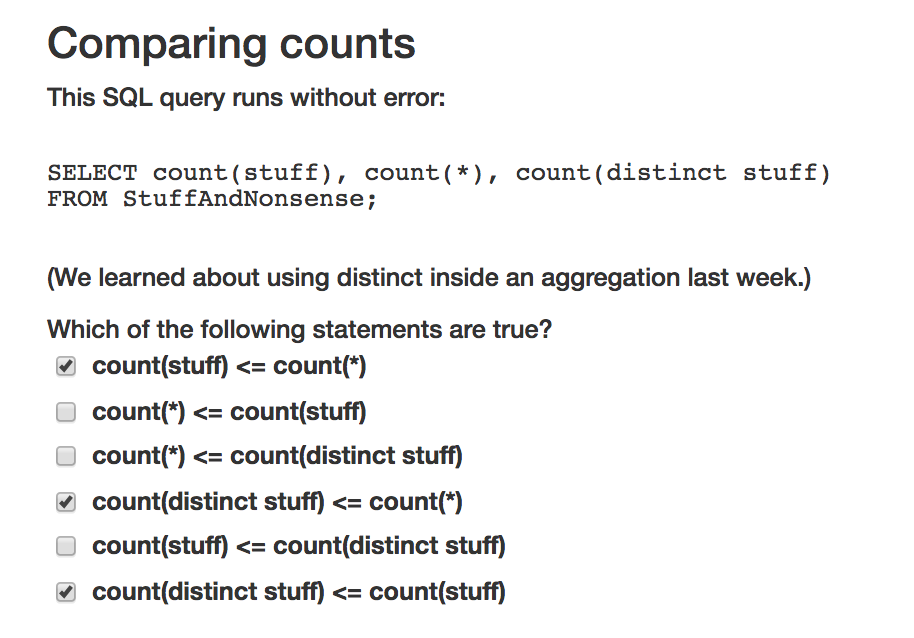 Comparing counts
This SQL query runs without error:
SELECT count(stuff), count(*), count(distinct stuff)
FROM StuffAndNonsense;
(We learned about using distinct inside an aggregation last week.)
Which of the following statements are true?
count(stuff) <= count(*)
count(*) <= count(stuff)
count(*) <= count(distinct stuff)
count(distinct stuff) <= count(*)
count(stuff) <= count(distinct stuff)
count(distinct stuff) <= count(stuff)